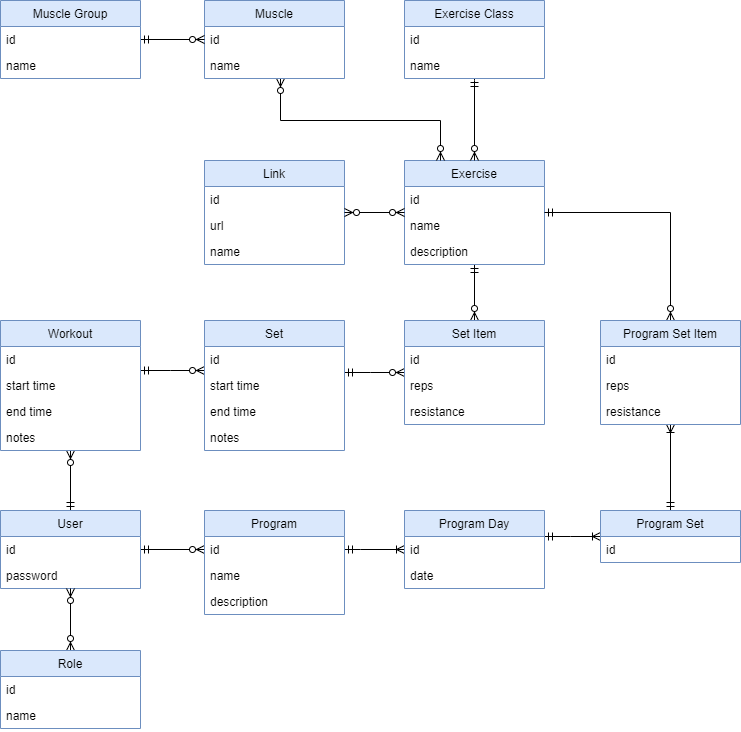 Muscle Group
id
name
Muscle
id
name
Exercise Class
id
name
Link
id
url
name
Exercise
id
name
description
Workout
id
start time
end time
notes
Set
id
start time
end time
notes
Set Item
id
reps
resistance
Program Set Item
id
reps
resistance
User
id
password
Program
id
name
description
Program Day
id
date
Program Set
id
Role
id
name